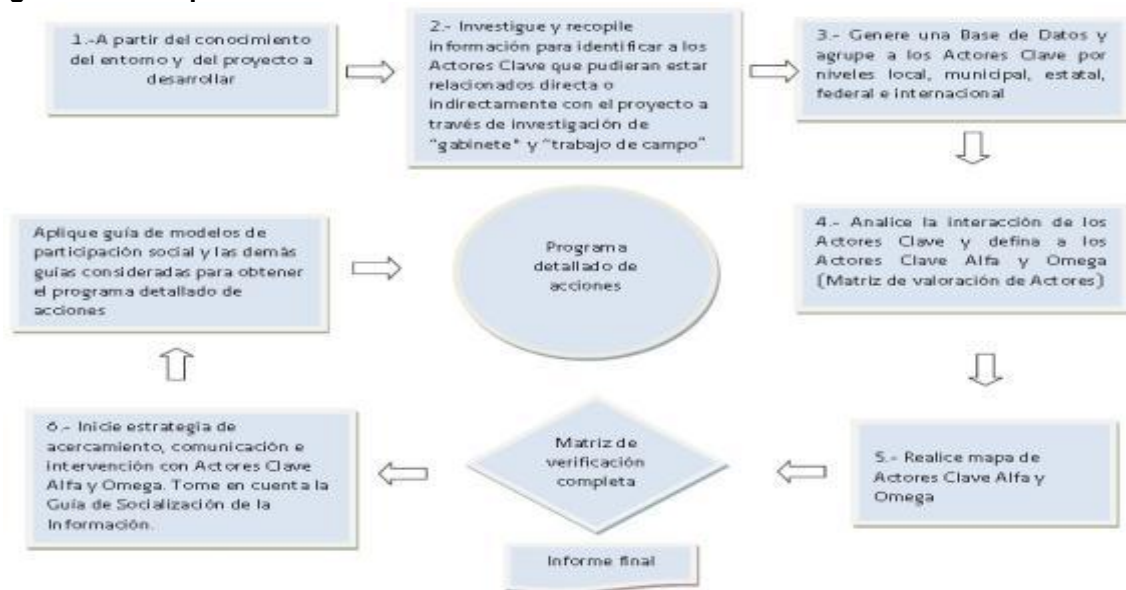 1.-A partir del conocimiento
del entorno y del proyecto a
desarrollar
2.- Investigue y recopile
información para identificar a los
Actores Clave que pudieran estar
relacionados directa o
indirectamente con el proyecto a
través de investigación de
"gabinete" y "trabajo de campo"
3.- Genere una Base de Datos y
agrupe a los Actores Clave por
niveles local, municipal, estatal,
federal e internacional
4.- Analice la interacción de los
Actores Clave y defina a los
Actores Clave Alfa y Omega
(Matriz de valoración de Actores)
5.- Realice mapa de
Actores Clave Alfa y
Omega
Matriz de
verificación
completa
Informe final
6.- Inicie estrategia de
acercamiento, comunicación e
intervención con Actores Clave
Alfa y Omega. Tome en cuenta la
Guía de Socialización de la
Información.
Aplique guía de modelos de
participación social y las demás
guías consideradas para obtener
el programa detallado de
acciones
Programa
detallado de
acciones